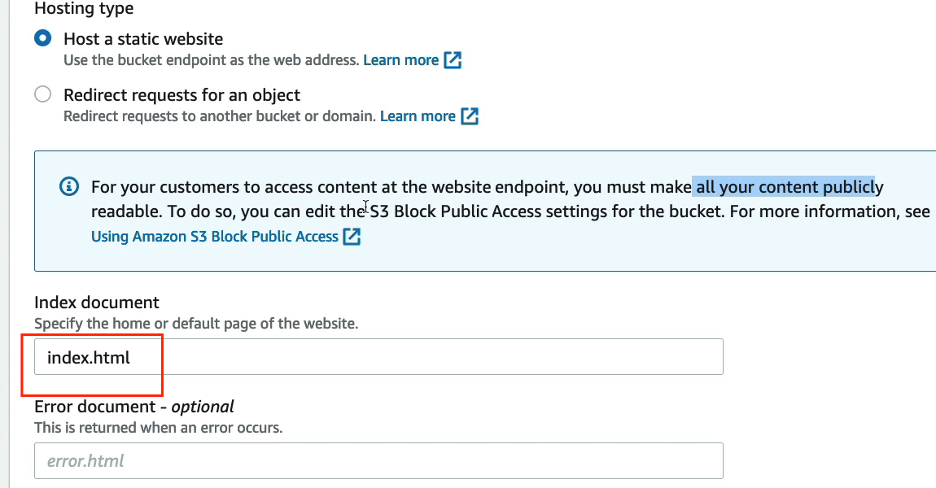 Hosting type
Host a static website
Use the bucket endpoint as the web address. Learn more
Redirect requests for an object
Redirect requests to another bucket or domain. Learn more
For your customers to access content at the website endpoint, you must make all your content publicly
readable. To do so, you can edit the S3 Block Public Access settings for the bucket. For more information, see
Using Amazon S3 Block Public Access
Index document
Specify the home or default page of the website.
index.html
Error document - optional
This is returned when an error occurs.
error.html